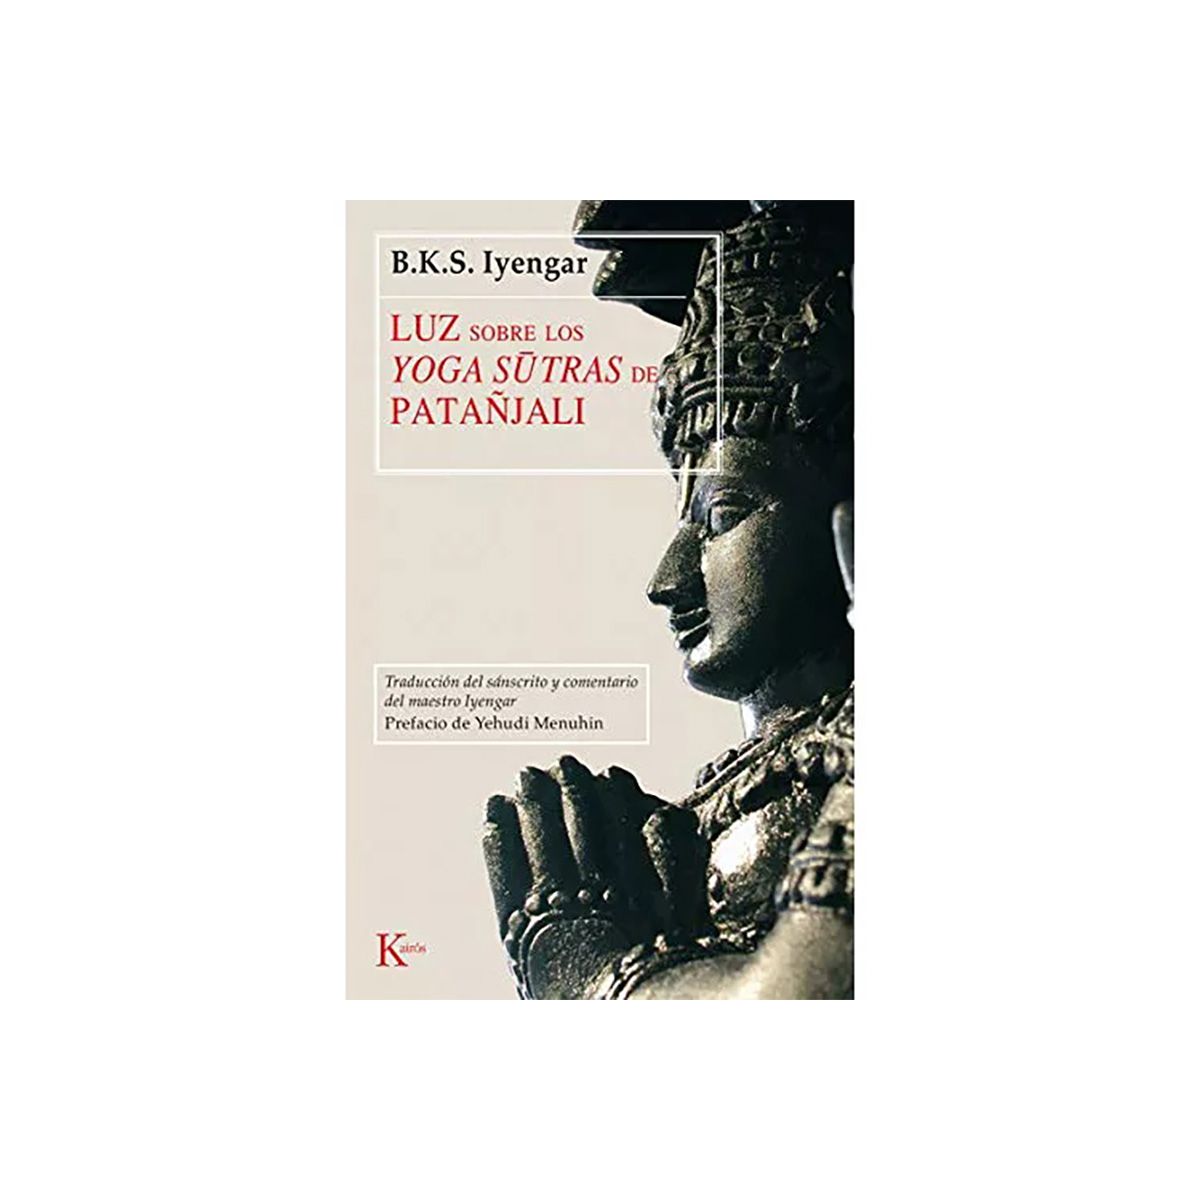 B.K.S. Iyengar
LUZ SOBRE LOS
YOGA SŪTRAS DE
PATAÑJALI
Traducción del sánscrito y comentario
del maestro Iyengar
Prefacio de Yehudi Menuhin
Kairós